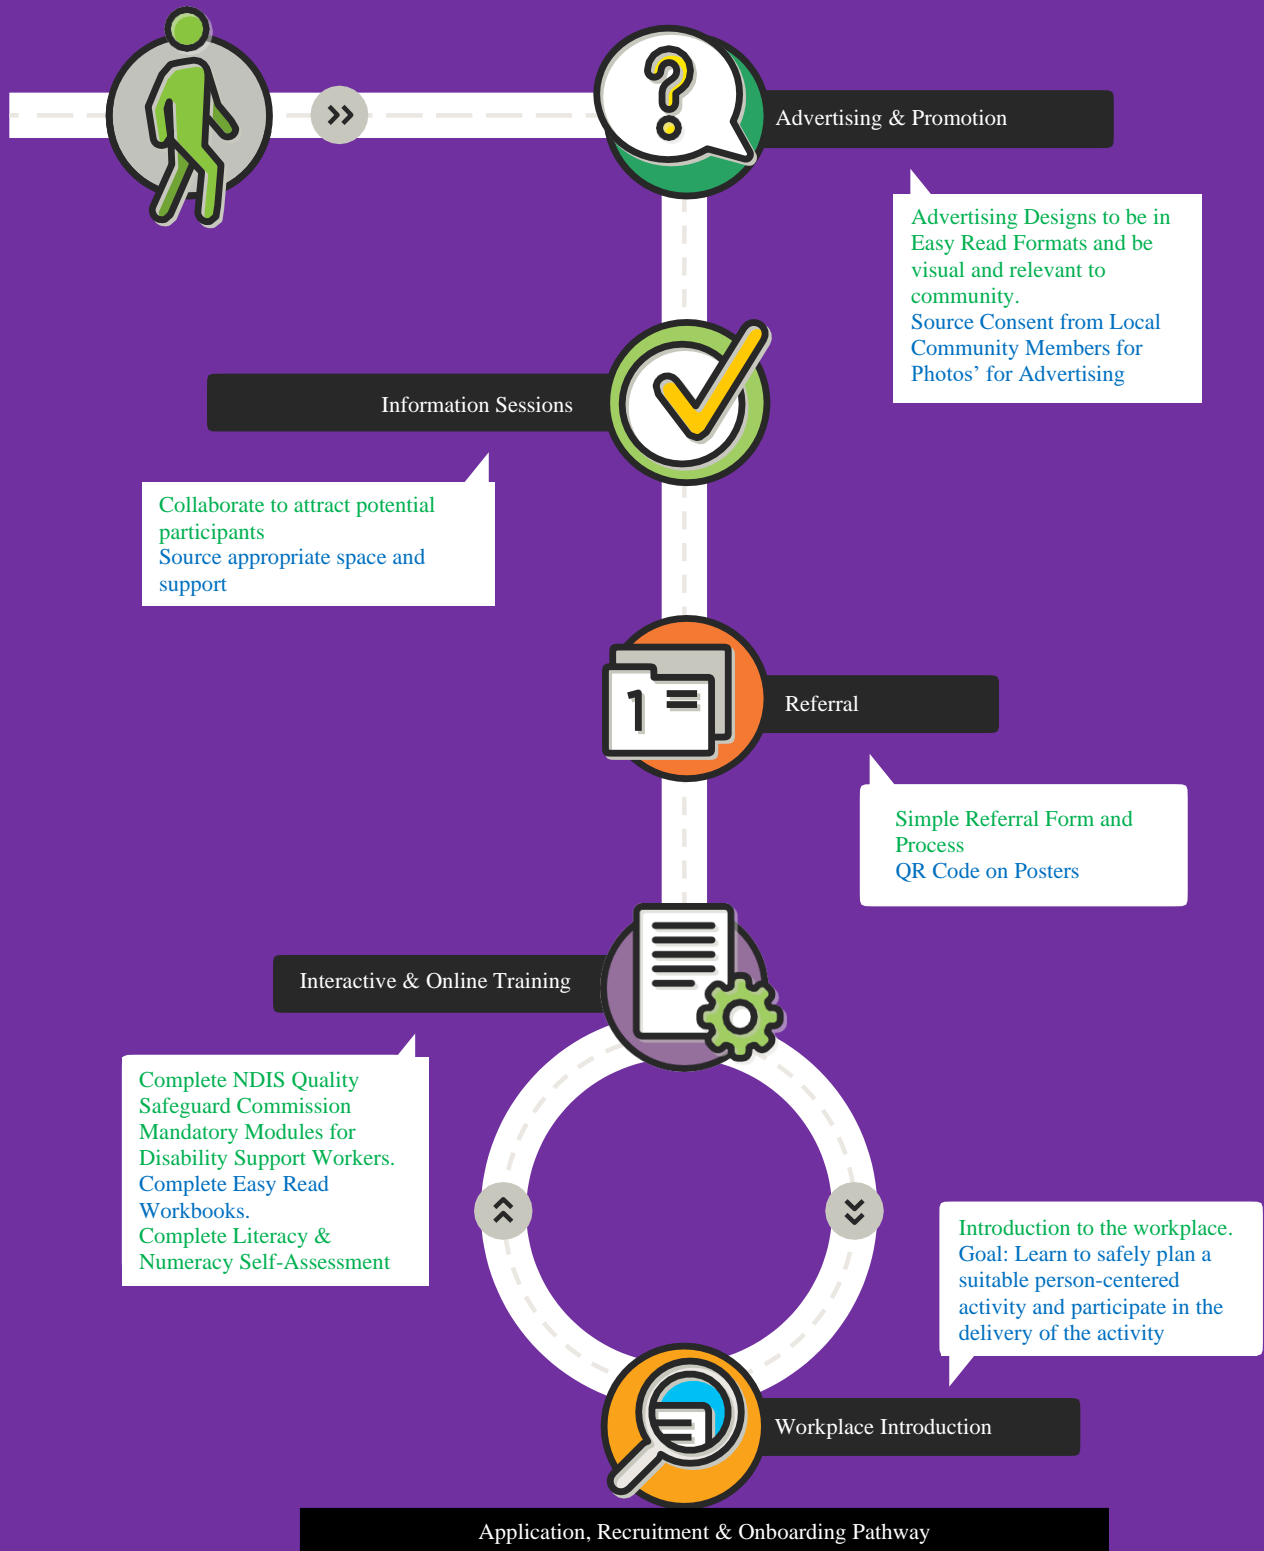 Advertising & Promotion
Advertising Designs to be in
Easy Read Formats and be
visual and relevant to
community.
Source Consent from Local
Community Members for
Photos’ for Advertising
Information Sessions
Collaborate to attract potential
participants
Source appropriate space and
support
1
Referral
Simple Referral Form and
Process
QR Code on Posters
Interactive & Online Training
Complete NDIS Quality
Safeguard Commission
Mandatory Modules for
Disability Support Workers.
Complete Easy Read
Workbooks.
Complete Literacy &
Numeracy Self-Assessment
Introduction to the workplace.
Goal: Learn to safely plan a
suitable person-centered
activity and participate in the
delivery of the activity
Workplace Introduction
Application, Recruitment & Onboarding Pathway